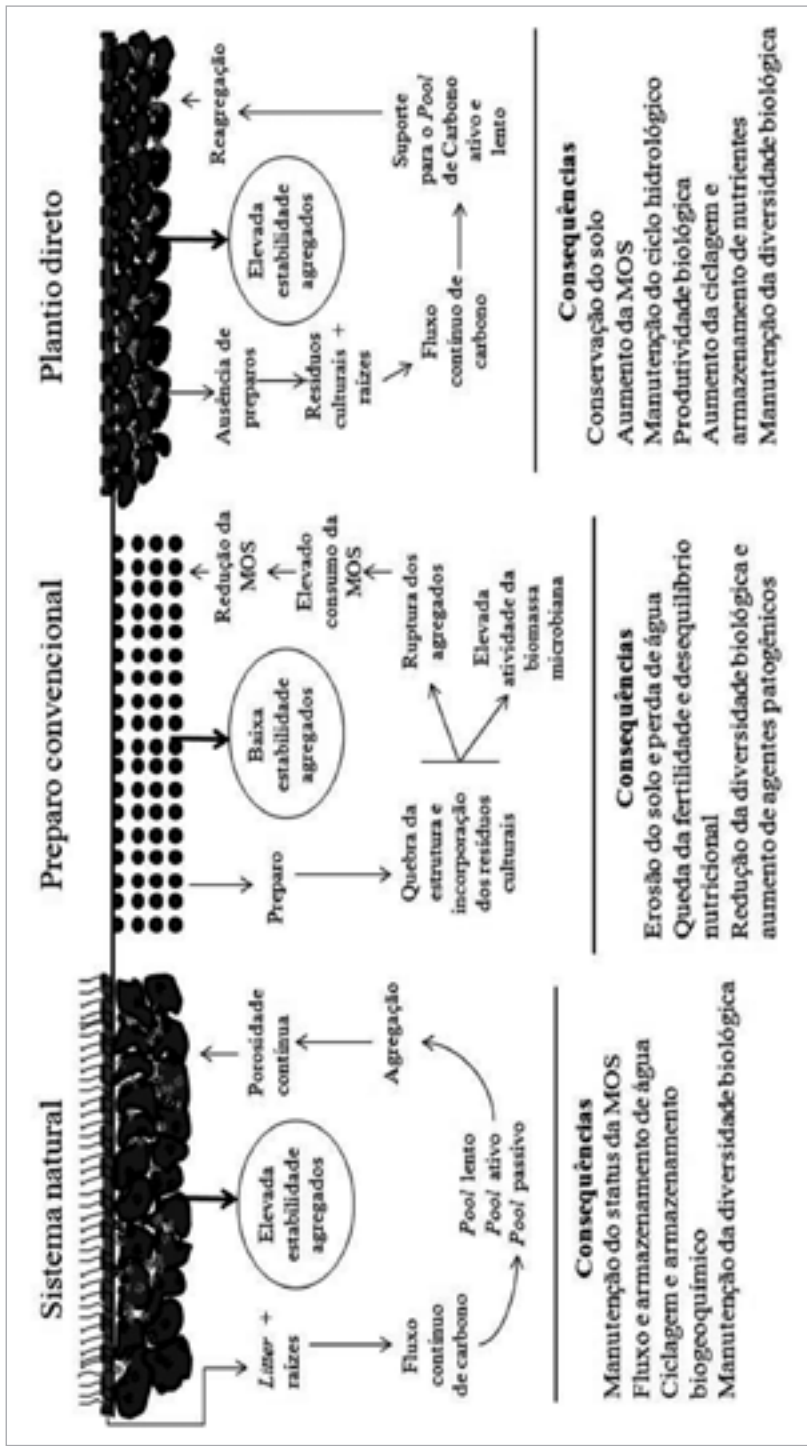 Sistema natural
Litter +
raízes
Fluxo
contínuo
de carbono
Pool lento
Pool ativo
Pool passivo
Agregação
Porosidade
contínua
Elevada
estabilidade
agregados
Consequências
Manutenção do status da MOS
Fluxo e armazenamento de água
Ciclagem e armazenamento
biogeoquímico
Manutenção da diversidade biológica
Preparo convencional
Preparo
Quebra da
estrutura e
incorporação
dos resíduos
culturais
Ruptura dos
agregados
Elevada
atividade da
biomassa
microbiana
Elevado
consumo da
MOS
Redução da
MOS
Baixa
estabilidade
agregados
Consequências
Erosão do solo e perda de água
Queda da fertilidade e desequilíbrio
nutricional
Redução da diversidade biológica e
aumento de agentes patogênicos
Plantio direto
Ausência de
preparos
Resíduos
culturais +
raízes
Fluxo
contínuo de
carbono
Suporte
para o Pool
de Carbono
ativo e
lento
Reagregação
Elevada
estabilidade
agregados
Consequências
Conservação do solo
Aumento da MOS
Manutenção do ciclo hidrológico
Produtividade biológica
Aumento da ciclagem e
armazenamento de nutrientes
Manutenção da diversidade biológica